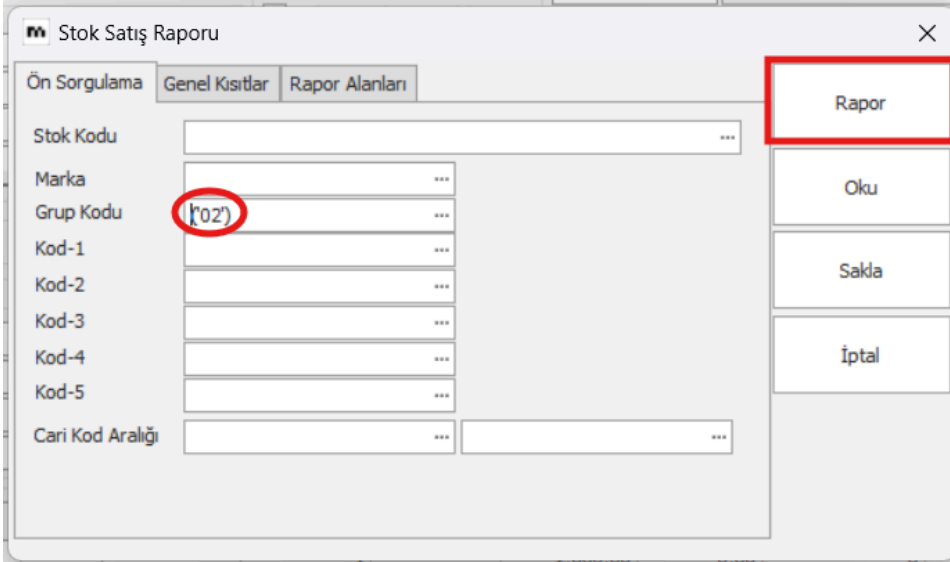 Stok Satış Raporu
Ön Sorgulama Genel Kısıtlar Rapor Alanları
Rapor
Stok Kodu ...
Marka ...
Oku
Grup Kodu ('02') ...
Kod-1 ...
Kod-2 ...
Sakla
Kod-3 ...
Kod-4 ...
İptal
Kod-5 ...
Cari Kod Aralığı ... ...